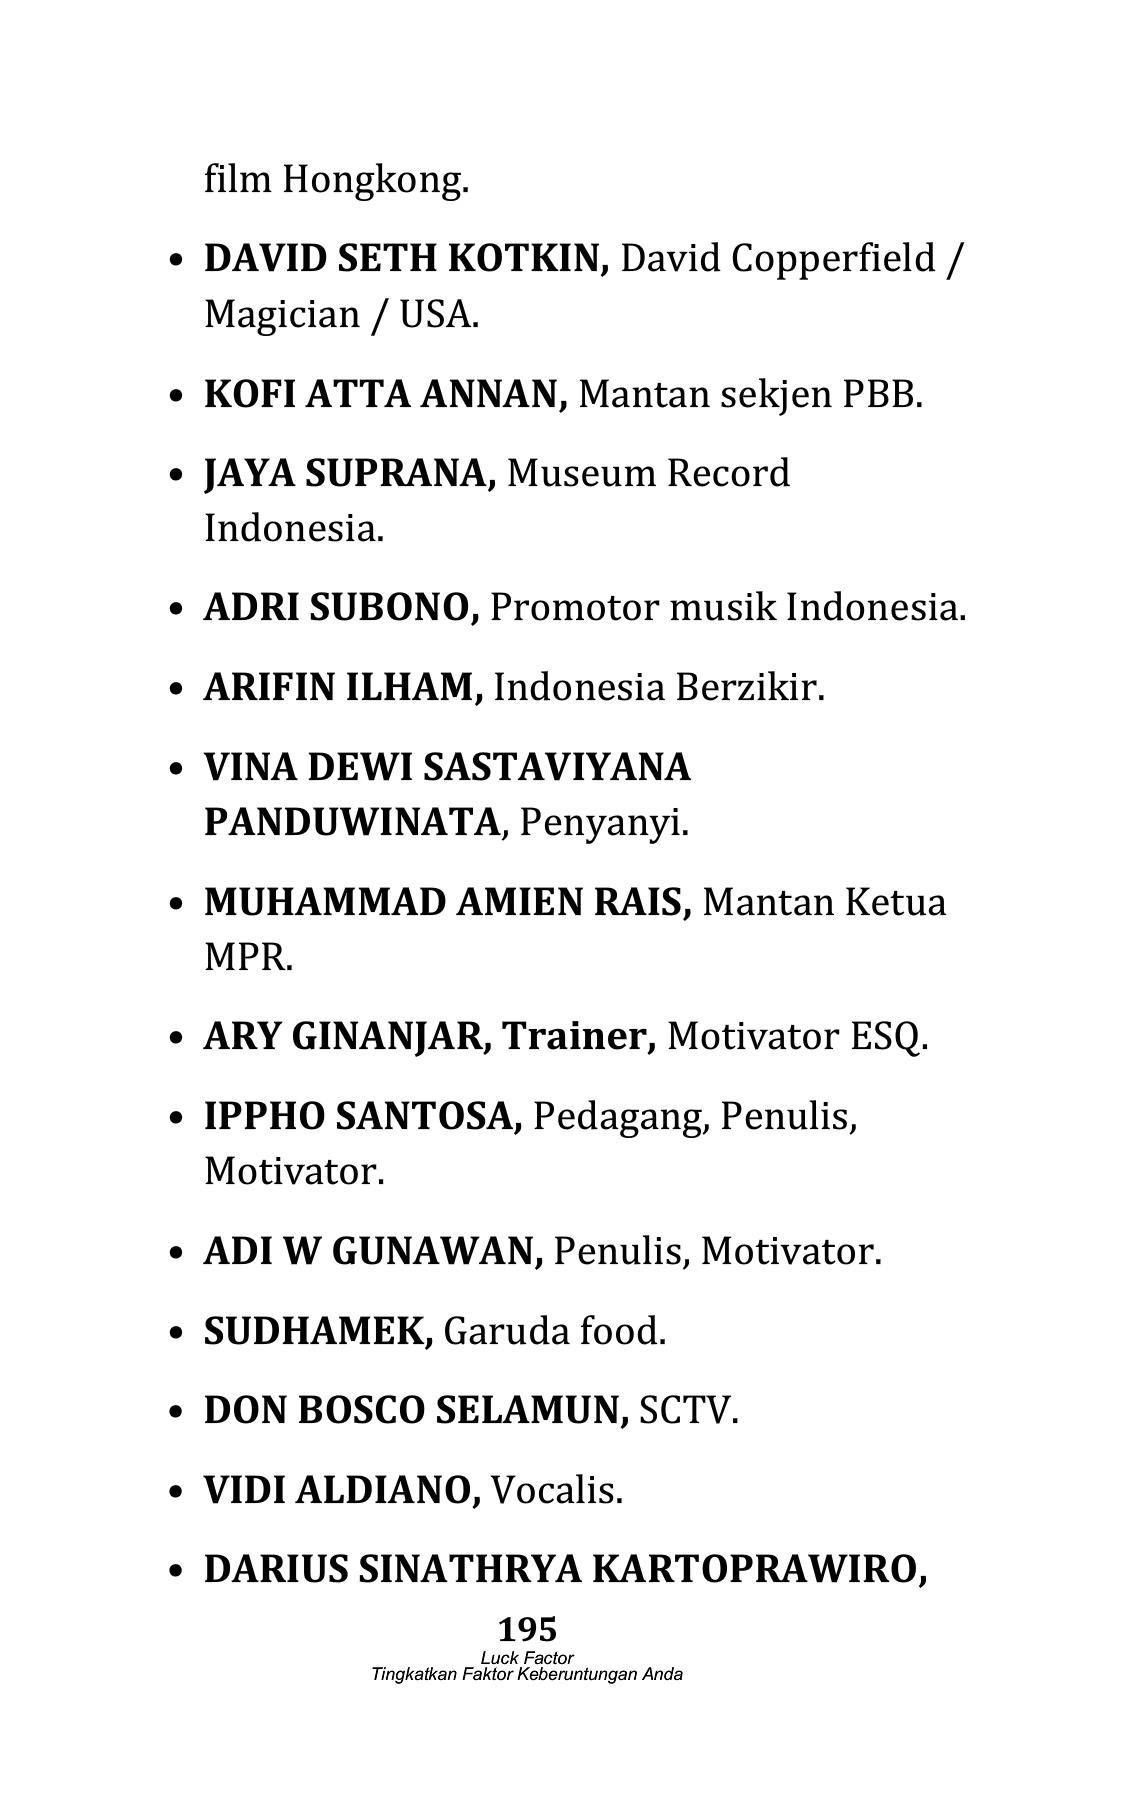 film Hongkong.
• DAVID SETH KOTKIN, David Copperfield /
Magician / USA.
• KOFI ATTA ANNAN, Mantan sekjen PBB.
• JAYA SUPRANA, Museum Record
Indonesia.
• ADRI SUBONO, Promotor musik Indonesia.
• ARIFIN ILHAM, Indonesia Berzikir.
• VINA DEWI SASTAVIYANA
PANDUWINATA, Penyanyi.
• MUHAMMAD AMIEN RAIS, Mantan Ketua
MPR.
• ARY GINANJAR, Trainer, Motivator ESQ.
• IPPHO SANTOSA, Pedagang, Penulis,
Motivator.
• ADI W GUNAWAN, Penulis, Motivator.
• SUDHAMEK, Garuda food.
• DON BOSCO SELAMUN, SCTV.
• VIDI ALDIANO, Vocalis.
• DARIUS SINATHRYA KARTOPRAWIRO,
195
Luck Factor
Tingkatkan Faktor Keberuntungan Anda